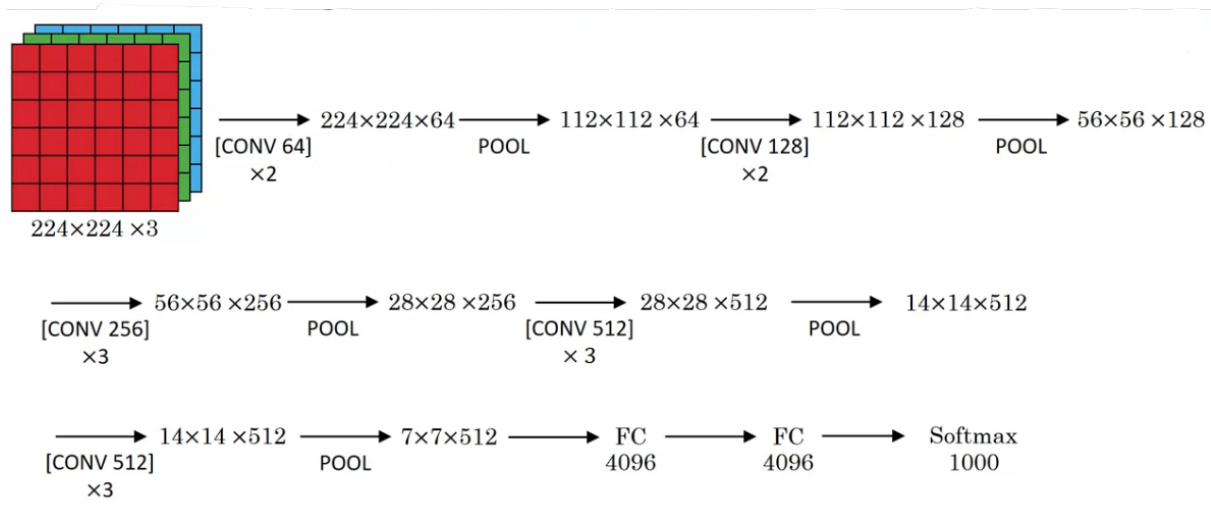 224×224 ×3
[CONV 64]
×2
224×224×64
POOL
112×112 ×64
[CONV 128]
×2
112×112 ×128
POOL
56×56 ×128
[CONV 256]
×3
56×56 ×256
POOL
28×28 ×256
[CONV 512]
× 3
28×28 ×512
POOL
14×14×512
[CONV 512]
×3
14×14 ×512
POOL
7×7×512
FC
4096
FC
4096
Softmax
1000